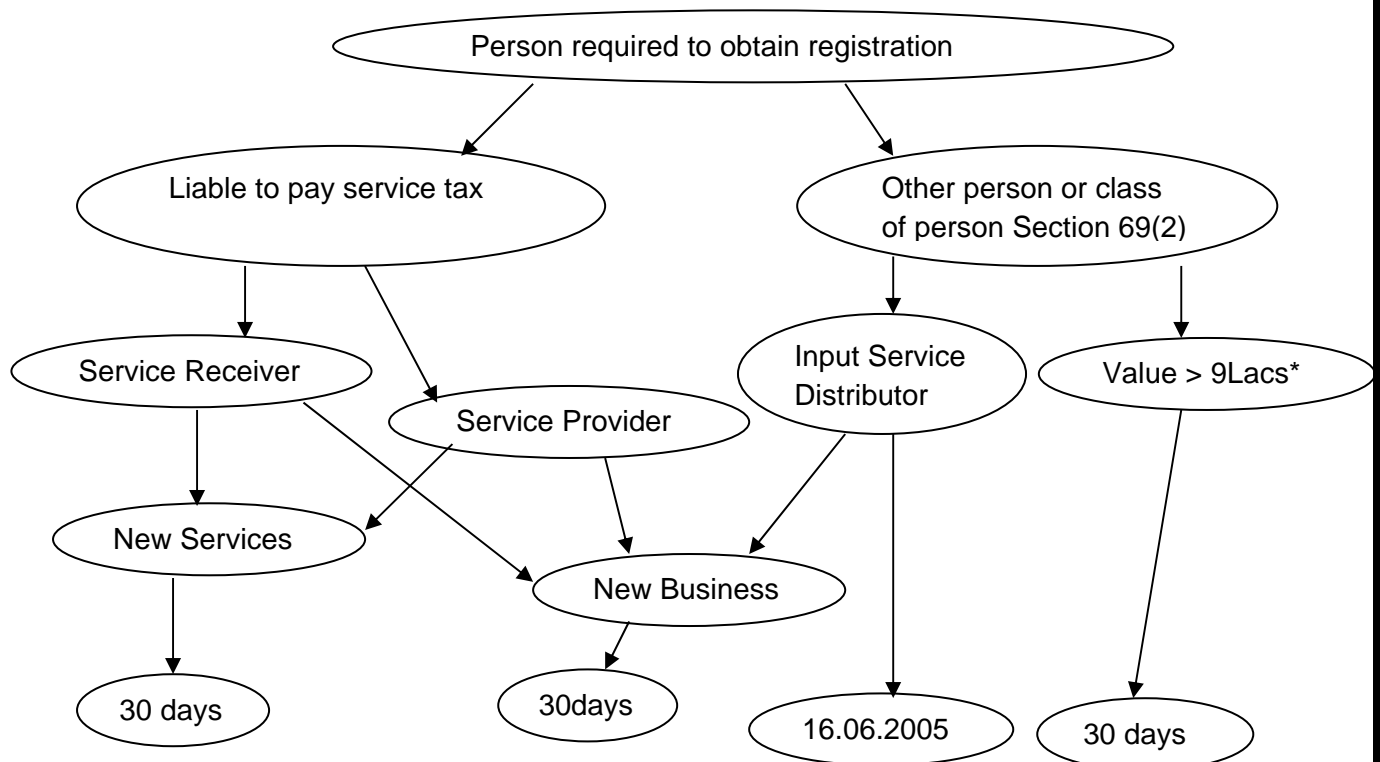 Person required to obtain registration
Liable to pay service tax
Other person or class
of person Section 69(2)
Service Receiver
Service Provider
Input Service
Distributor
Value > 9Lacs*
New Services
New Business
30 days
30days
16.06.2005
30 days